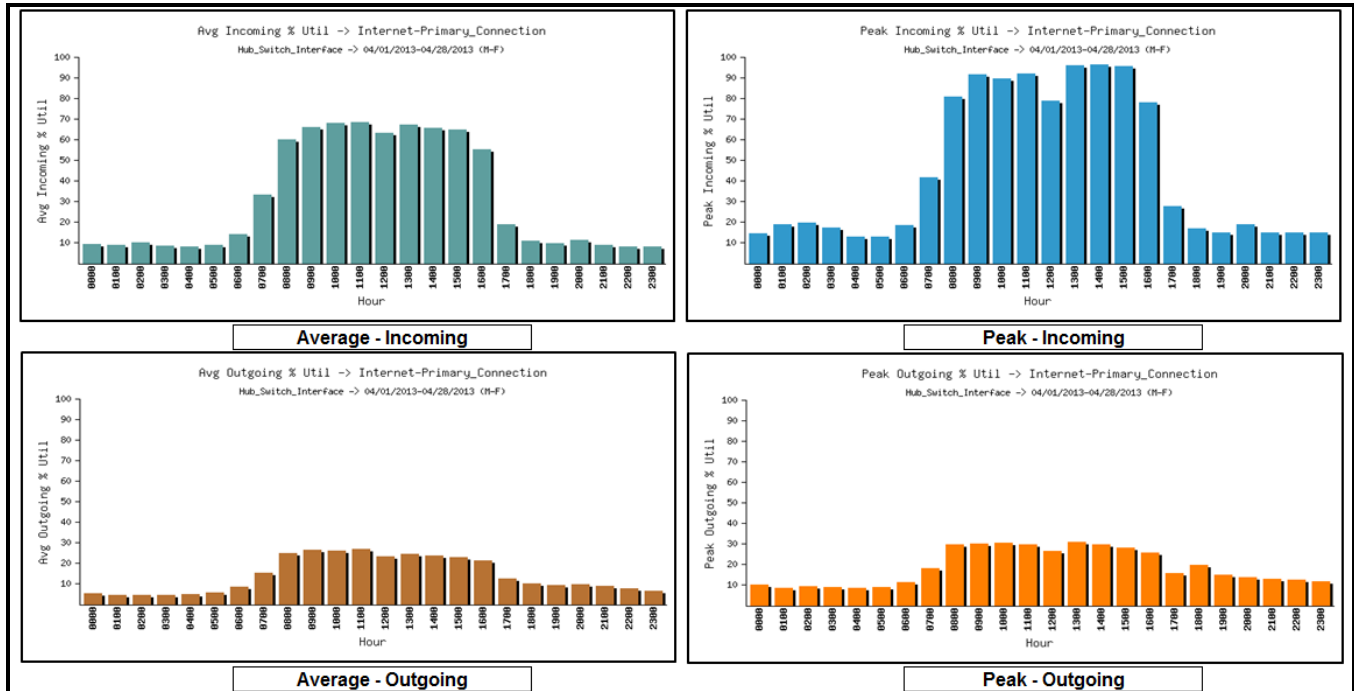 Avg Incoming % Util -> Internet-Primary_Connection
Hub_Switch_Interface -> 04/01/2013-04/28/2013 (M-F)
Avg Incoming % Util
100
90
80
70
60
50
40
30
20
10
0000 0100 0200 0300 0400 0500 0600 0700 0800 0900 1000 1100 1200 1300 1400 1500 1600 1700 1800 1900 2000 2100 2200 2300
Hour
Average - Incoming
Peak Incoming % Util -> Internet-Primary_Connection
Hub_Switch_Interface -> 04/01/2013-04/28/2013 (M-F)
Peak Incoming % Util
100
90
80
70
60
50
40
30
20
10
0000 0100 0200 0300 0400 0500 0600 0700 0800 0900 1000 1100 1200 1300 1400 1500 1600 1700 1800 1900 2000 2100 2200 2300
Hour
Peak - Incoming
Avg Outgoing % Util -> Internet-Primary_Connection
Hub_Switch_Interface -> 04/01/2013-04/28/2013 (M-F)
Avg Outgoing % Util
100
90
80
70
60
50
40
30
20
10
0000 0100 0200 0300 0400 0500 0600 0700 0800 0900 1000 1100 1200 1300 1400 1500 1600 1700 1800 1900 2000 2100 2200 2300
Hour
Average - Outgoing
Peak Outgoing % Util -> Internet-Primary_Connection
Hub_Switch_Interface -> 04/01/2013-04/28/2013 (M-F)
Peak Outgoing % Util
100
90
80
70
60
50
40
30
20
10
0000 0100 0200 0300 0400 0500 0600 0700 0800 0900 1000 1100 1200 1300 1400 1500 1600 1700 1800 1900 2000 2100 2200 2300
Hour
Peak - Outgoing